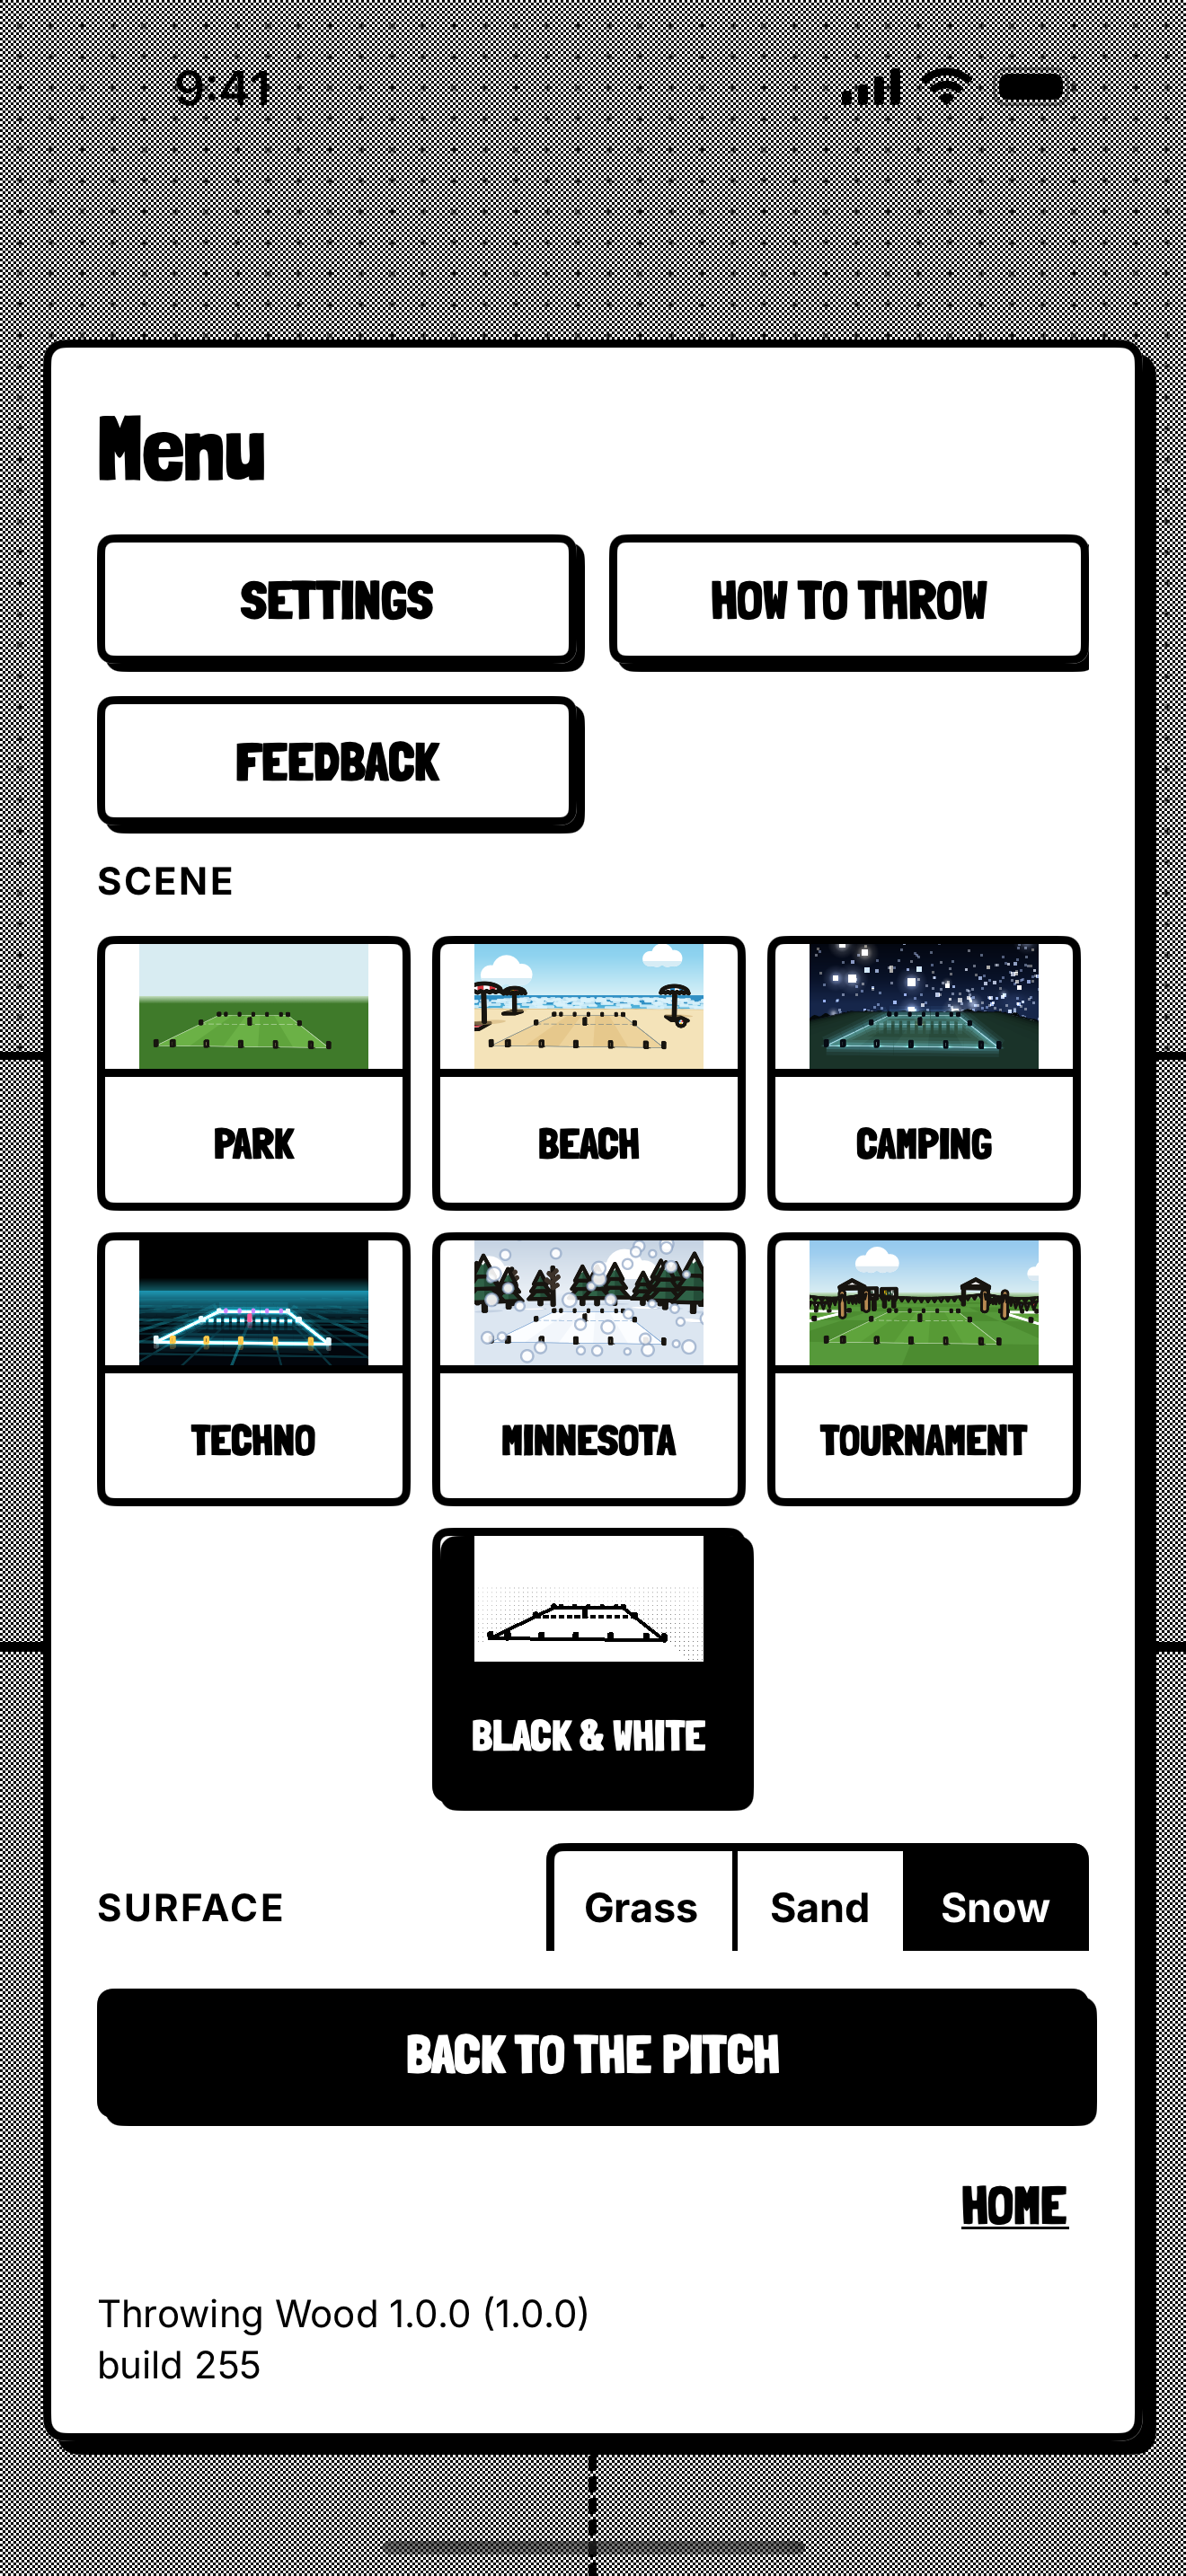 9:41
Menu
SETTINGS
HOW TO THROW
FEEDBACK
SCENE
PARK
BEACH
CAMPING
TECHNO
MINNESOTA
TOURNAMENT
BLACK & WHITE
SURFACE
Grass
Sand
Snow
BACK TO THE PITCH
HOME
Throwing Wood 1.0.0 (1.0.0)
build 255